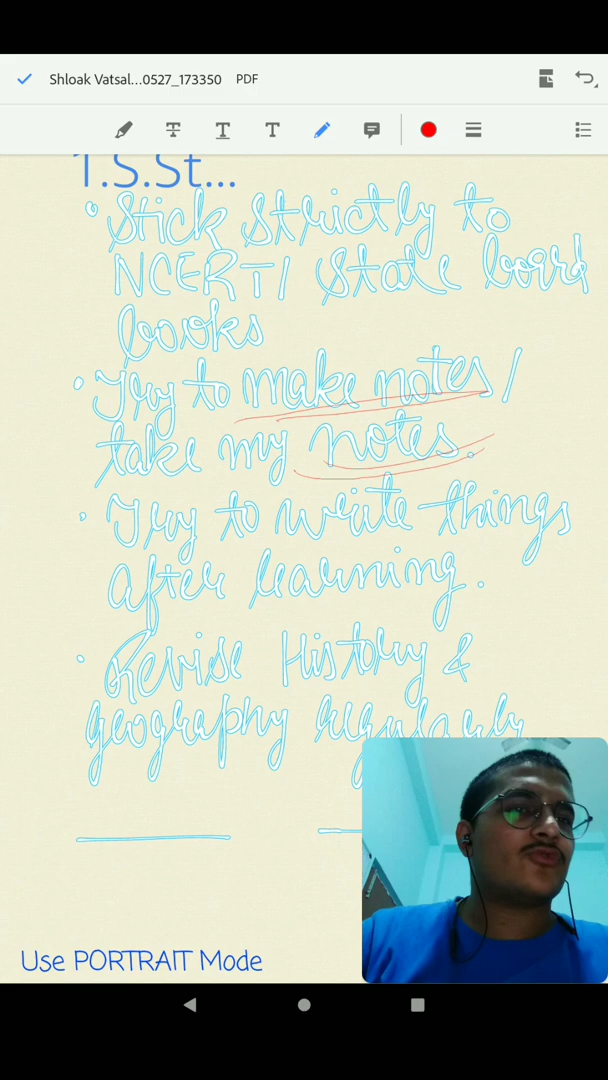 Shloak Vatsal...0527_173350 PDF
1.S.St...
• Stick strictly to
NCERT/ State board
books
• Try to make notes/
take my notes.
• Try to write things
after learning.
• Revise History &
geography regularly
Use PORTRAIT Mode